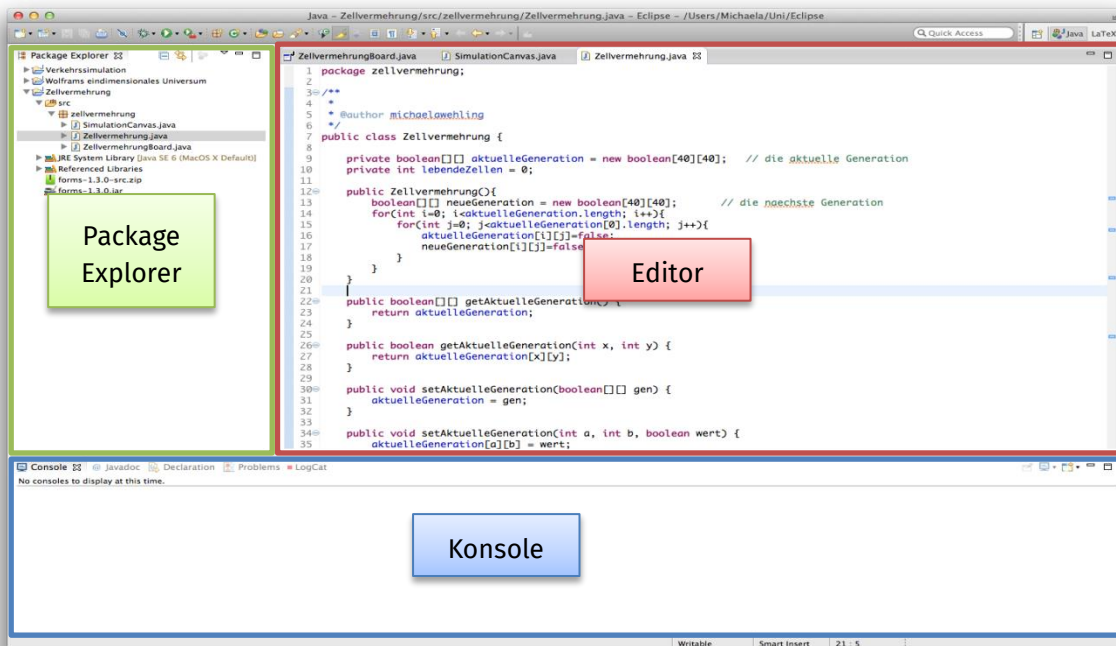 Java - Zellvermehrung/src/zellvermehrung/Zellvermehrung.java - Eclipse - /Users/Michaela/Uni/Eclipse
Quick Access
Java
LaTeX
Package Explorer
Verkehrssimulation
Wolframs eindimensionales Universum
Zellvermehrung
src
zellvermehrung
SimulationCanvas.java
Zellvermehrung.java
ZellvermehrungBoard.java
JRE System Library [Java SE 6 (MacOS X Default)]
Referenced Libraries
forms-1.3.0-src.zip
forms-1.3.0.jar
Package
Explorer
ZellvermehrungBoard.java
SimulationCanvas.java
Zellvermehrung.java
1 package zellvermehrung;
2
3 /**
4 *
5 * @author michaelawehling
6 */
7 public class Zellvermehrung {
8
9 private boolean[][] aktuelleGeneration = new boolean[40][40]; // die aktuelle Generation
10 private int lebendeZellen = 0;
11
12 public Zellvermehrung(){
13 boolean[][] neueGeneration = new boolean[40][40]; // die naechste Generation
14 for(int i=0; i<aktuelleGeneration.length; i++){
15 for(int j=0; j<aktuelleGeneration[0].length; j++){
16 aktuelleGeneration[i][j]=false;
17 neueGeneration[i][j]=false
18 }
19 }
20 }
21
22 public boolean[][] getAktuelleGeneration() {
23 return aktuelleGeneration;
24 }
25
26 public boolean getAktuelleGeneration(int x, int y) {
27 return aktuelleGeneration[x][y];
28 }
29
30 public void setAktuelleGeneration(boolean[][] gen) {
31 aktuelleGeneration = gen;
32 }
33
34 public void setAktuelleGeneration(int a, int b, boolean wert) {
35 aktuelleGeneration[a][b] = wert;
Editor
Console
Javadoc
Declaration
Problems
LogCat
No consoles to display at this time.
Konsole
Writable
Smart Insert
21 : 5